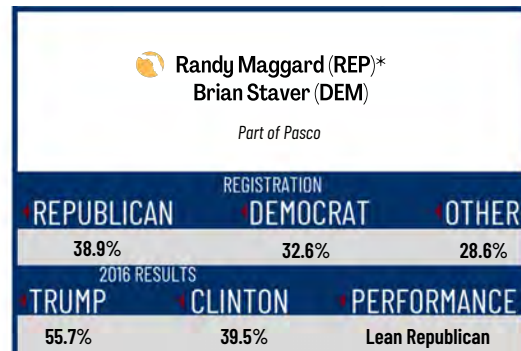 Randy Maggard (REP)*
Brian Staver (DEM)
Part of Pasco
REGISTRATION
REPUBLICAN DEMOCRAT OTHER
38.9% 32.6% 28.6%
2016 RESULTS
TRUMP CLINTON PERFORMANCE
55.7% 39.5% Lean Republican